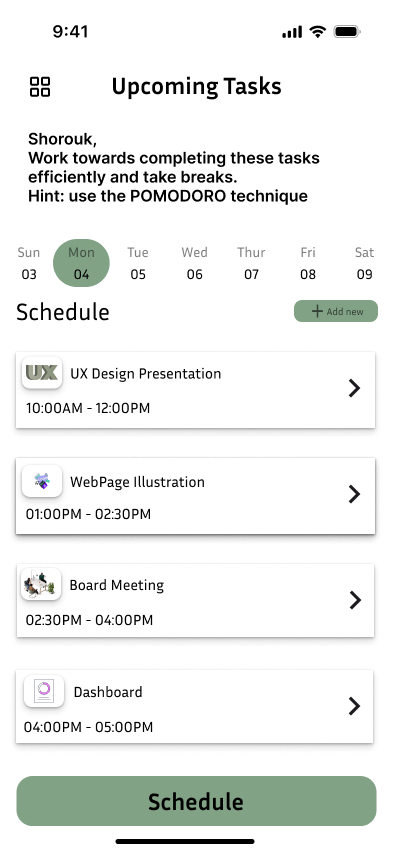 9:41
Upcoming Tasks
Shorouk,
Work towards completing these tasks
efficiently and take breaks.
Hint: use the POMODORO technique
Sun Mon Tue Wed Thur Fri Sat
03 04 05 06 07 08 09
Schedule
Add new
UX
UX Design Presentation
10:00AM - 12:00PM
WebPage Illustration
01:00PM - 02:30PM
Board Meeting
02:30PM - 04:00PM
Dashboard
04:00PM - 05:00PM
Schedule